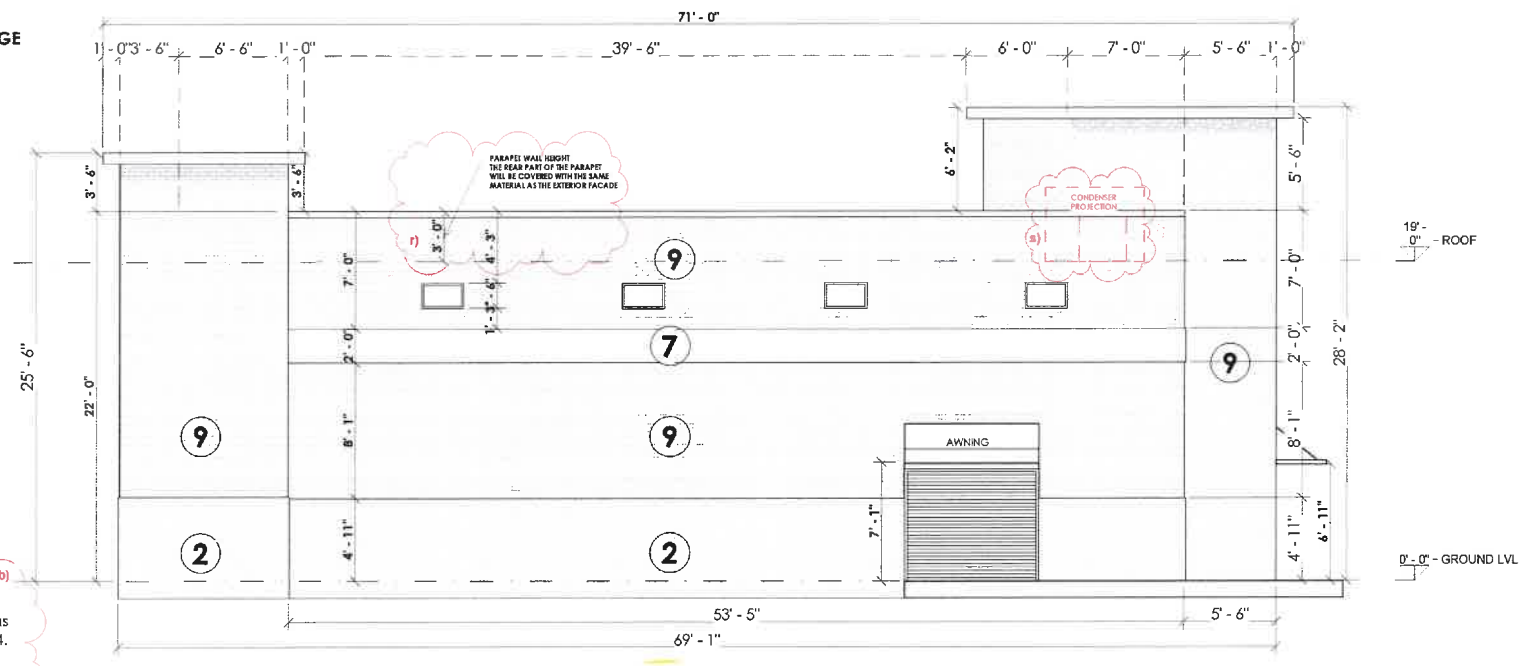 71' - 0"
GE
1' - 0" 3' - 6" 6' - 6" 1' - 0" 39' - 6" 6' - 0" 7' - 0" 5' - 6" 1' - 0"
PARAPET WALL HEIGHT
THE REAR PART OF THE PARAPET
WILL BE COVERED WITH THE SAME
MATERIAL AS THE EXTERIOR FACADE
3' - 6"
3' - 6"
6' - 2"
5' - 6"
CONDENSER
PROJECTION
r)
s)
3' - 0"
4' - 3"
9
7' - 0"
7' - 0"
19' -
0" - ROOF
1' - 6"
1' - 3"
2' - 0"
7
2' - 0"
9
25' - 6"
22' - 0"
28' - 2"
9
8' - 1"
9
AWNING
8' - 1"
7' - 1"
2
4' - 11"
2
4' - 11"
6' - 11"
b)
0' - 0" - GROUND LVL
53' - 5"
5' - 6"
69' - 1"
4.